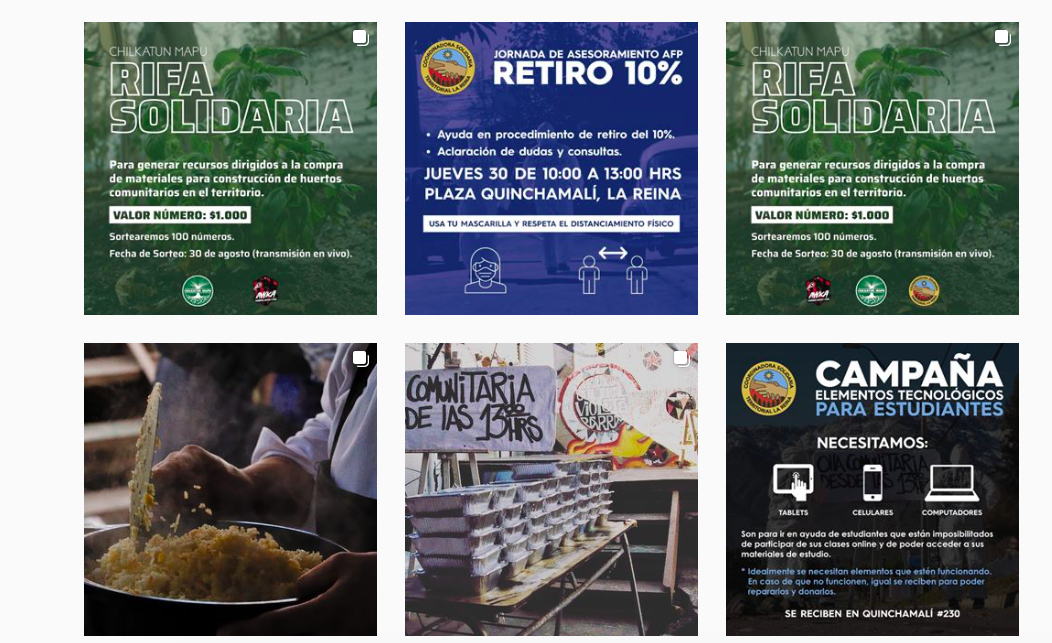 CHILKATUN MAPU
RIFA
SOLIDARIA
Para generar recursos dirigidos a la compra
de materiales para construcción de huertos
comunitarios en el territorio.
VALOR NÚMERO: $1.000
Sortearemos 100 números.
Fecha de Sorteo: 30 de agosto (transmisión en vivo).
COORDINADORA SOLIDARIA
TERRITORIAL LA REINA
JORNADA DE ASESORAMIENTO AFP
RETIRO 10%
• Ayuda en procedimiento de retiro del 10%.
• Aclaración de dudas y consultas.
JUEVES 30 DE 10:00 A 13:00 HRS
PLAZA QUINCHAMALÍ, LA REINA
USA TU MASCARILLA Y RESPETA EL DISTANCIAMIENTO FÍSICO
CHILKATUN MAPU
RIFA
SOLIDARIA
Para generar recursos dirigidos a la compra
de materiales para construcción de huertos
comunitarios en el territorio.
VALOR NÚMERO: $1.000
Sortearemos 100 números.
Fecha de Sorteo: 30 de agosto (transmisión en vivo).
COMUNITARIA
DE LAS 13:00
HRS
COORDINADORA SOLIDARIA
TERRITORIAL LA REINA
CAMPAÑA
ELEMENTOS TECNOLÓGICOS
PARA ESTUDIANTES
NECESITAMOS:
TABLETS
CELULARES
COMPUTADORES
Son para ir en ayuda de estudiantes que están imposibilitados
de participar de sus clases online y de poder acceder a sus
materiales de estudio.
* Idealmente se necesitan elementos que estén funcionando.
En caso de que no funcionen, igual se reciben para poder
repararlos y donarlos.
SE RECIBEN EN QUINCHAMALÍ #230